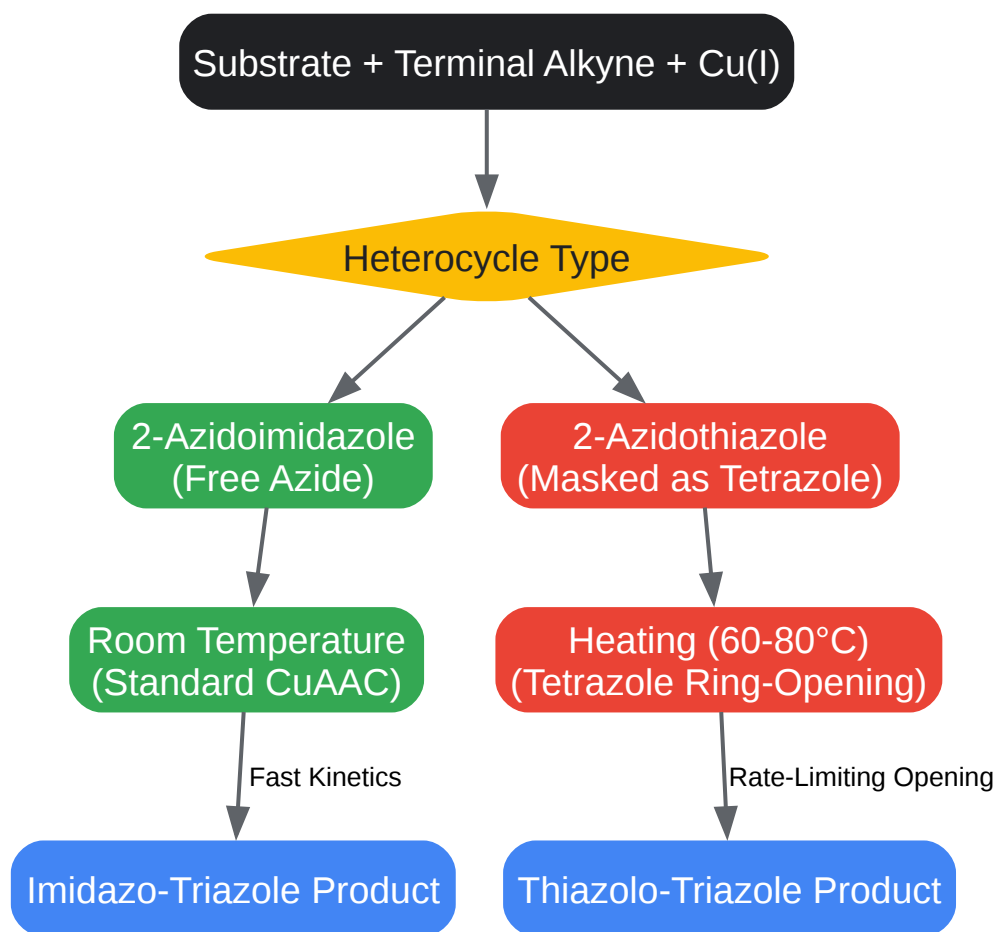 Substrate + Terminal Alkyne + Cu(I)
Heterocycle Type
2-Azidoimidazole
(Free Azide)
2-Azidothiazole
(Masked as Tetrazole)
Room Temperature
(Standard CuAAC)
Heating (60-80°C)
(Tetrazole Ring-Opening)
Fast Kinetics
Rate-Limiting Opening
Imidazo-Triazole Product
Thiazolo-Triazole Product